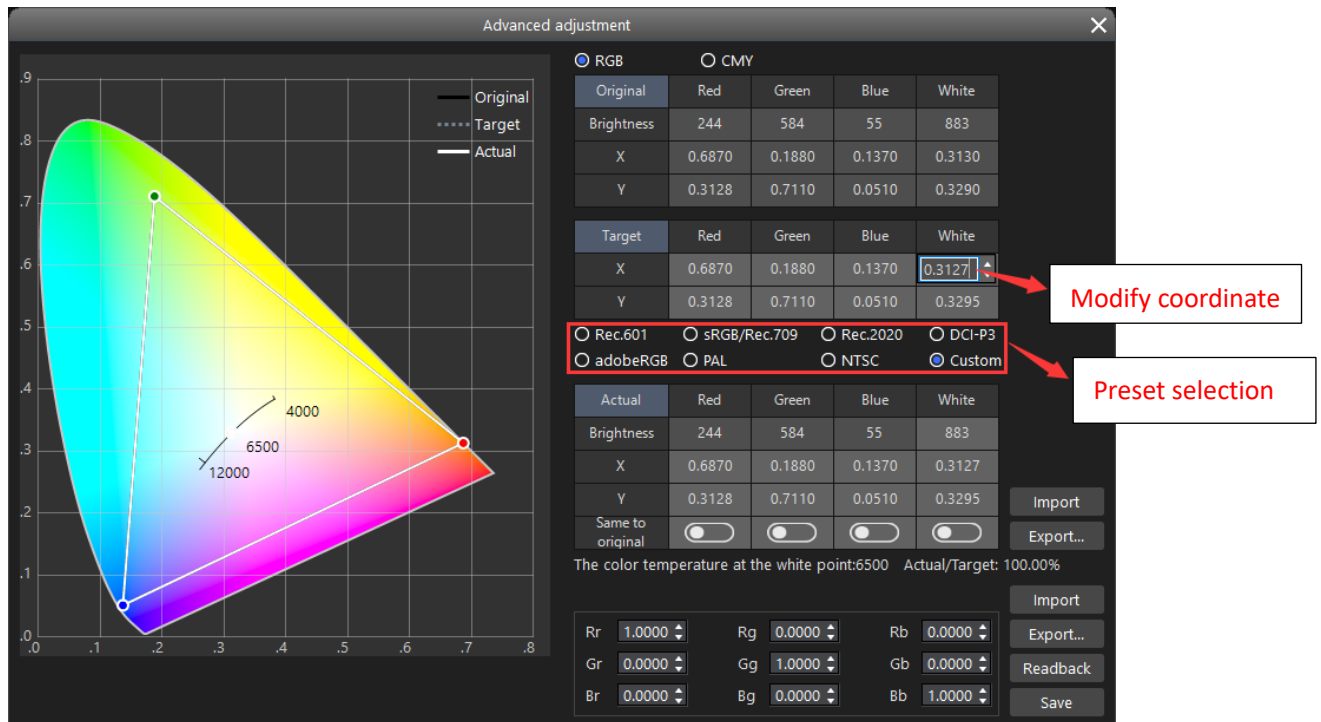 Advanced adjustment
.9
.8
.7
.6
.5
.4
.3
.2
.1
.0
.0 .1 .2 .3 .4 .5 .6 .7 .8
Original
Target
Actual
4000
6500
12000
RGB CMY
Original Red Green Blue White
Brightness 244 584 55 883
X 0.6870 0.1880 0.1370 0.3130
Y 0.3128 0.7110 0.0510 0.3290
Target Red Green Blue White
X 0.6870 0.1880 0.1370 0.3127
Y 0.3128 0.7110 0.0510 0.3295
Rec.601 sRGB/Rec.709 Rec.2020 DCI-P3
adobeRGB PAL NTSC Custom
Actual Red Green Blue White
Brightness 244 584 55 883
X 0.6870 0.1880 0.1370 0.3127
Y 0.3128 0.7110 0.0510 0.3295
Same to
original
Import
Export...
The color temperature at the white point:6500 Actual/Target: 100.00%
Rr 1.0000 Rg 0.0000 Rb 0.0000
Gr 0.0000 Gg 1.0000 Gb 0.0000
Br 0.0000 Bg 0.0000 Bb 1.0000
Import
Export...
Readback
Save
Modify coordinate
Preset selection